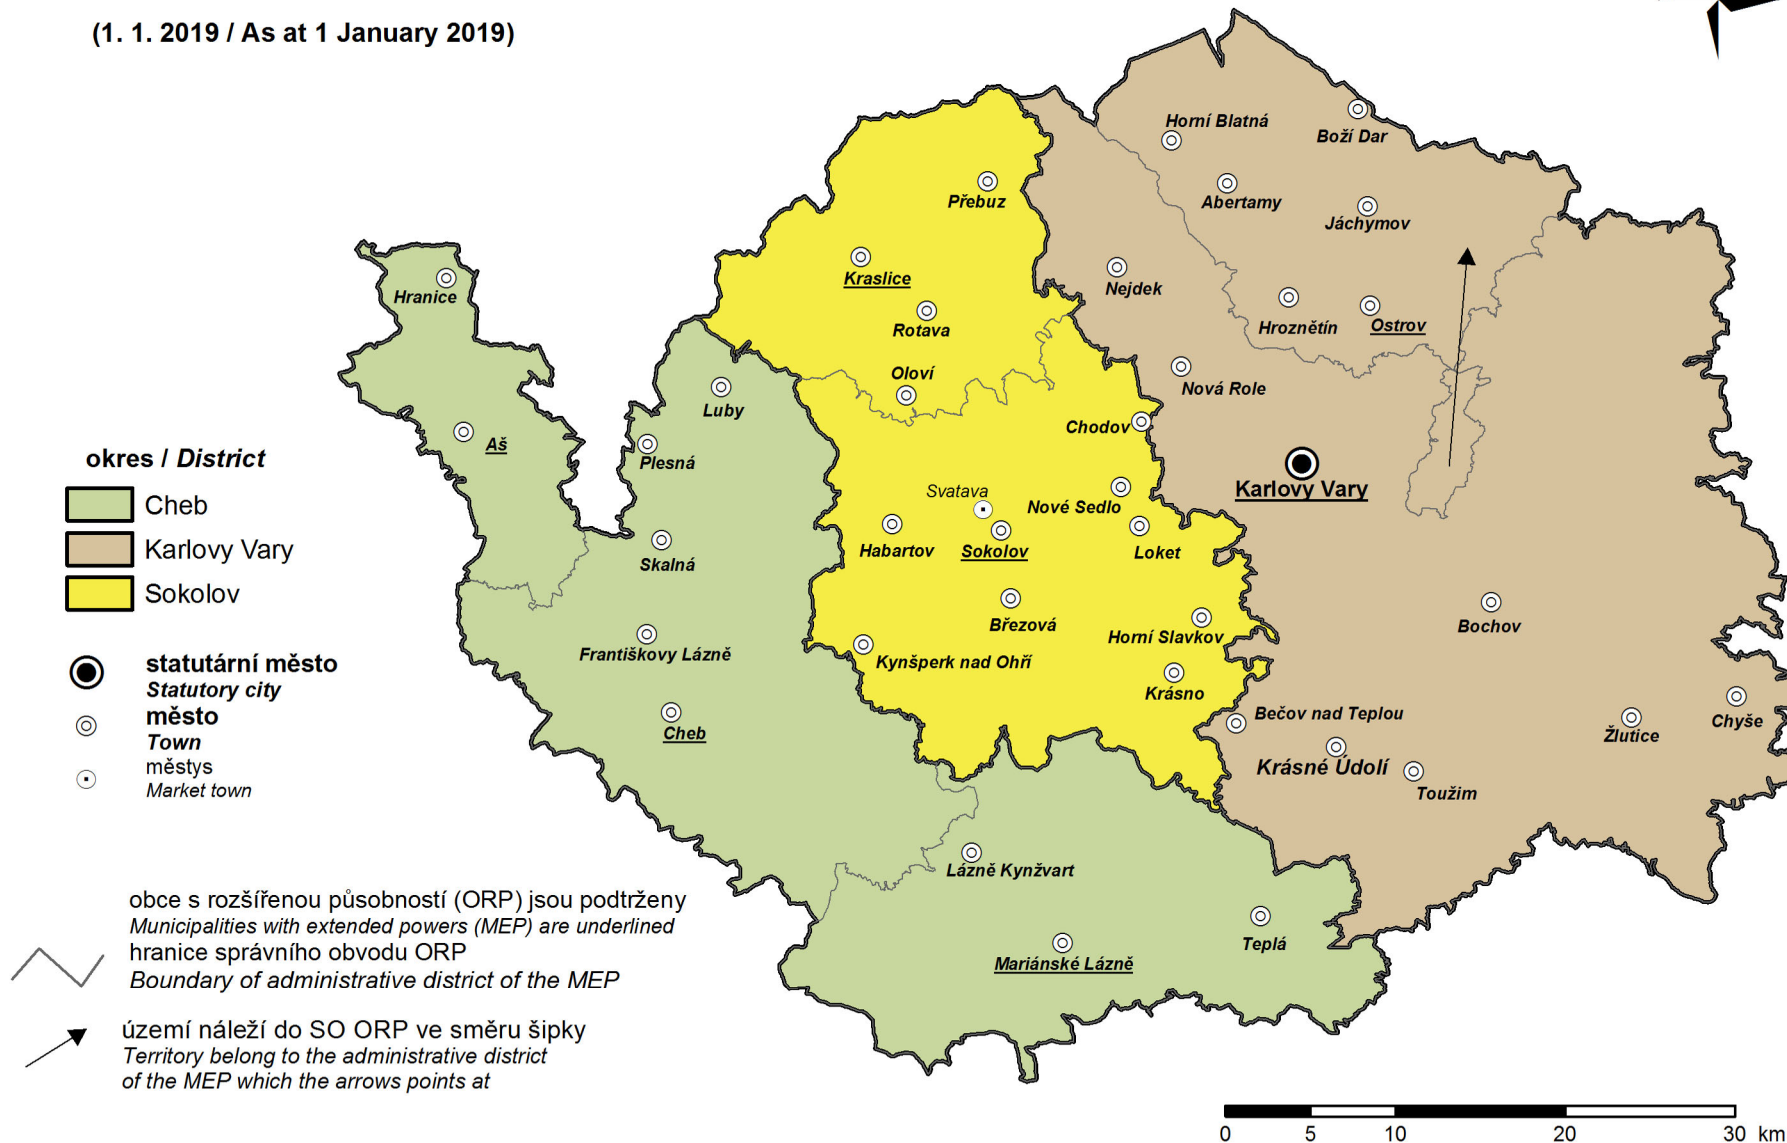 (1. 1. 2019 / As at 1 January 2019)
Horní Blatná
Boží Dar
Přebuz
Abertamy
Jáchymov
Kraslice
Nejdek
Hranice
Rotava
Hroznětín
Ostrov
Oloví
Nová Role
Luby
Chodov
Aš
Plesná
Karlovy Vary
Svatava
Nové Sedlo
Habartov
Sokolov
Loket
Skalná
Březová
Horní Slavkov
Bochov
Františkovy Lázně
Kynšperk nad Ohří
Krásno
Bečov nad Teplou
Chyše
Cheb
Žlutice
Krásné Údolí
Toužim
Lázně Kynžvart
Teplá
Mariánské Lázně
okres / District
Cheb
Karlovy Vary
Sokolov
statutární město
Statutory city
město
Town
městys
Market town
obce s rozšířenou působností (ORP) jsou podtrženy
Municipalities with extended powers (MEP) are underlined
hranice správního obvodu ORP
Boundary of administrative district of the MEP
území náleží do SO ORP ve směru šipky
Territory belong to the administrative district
of the MEP which the arrows points at
0 5 10 20 30 km